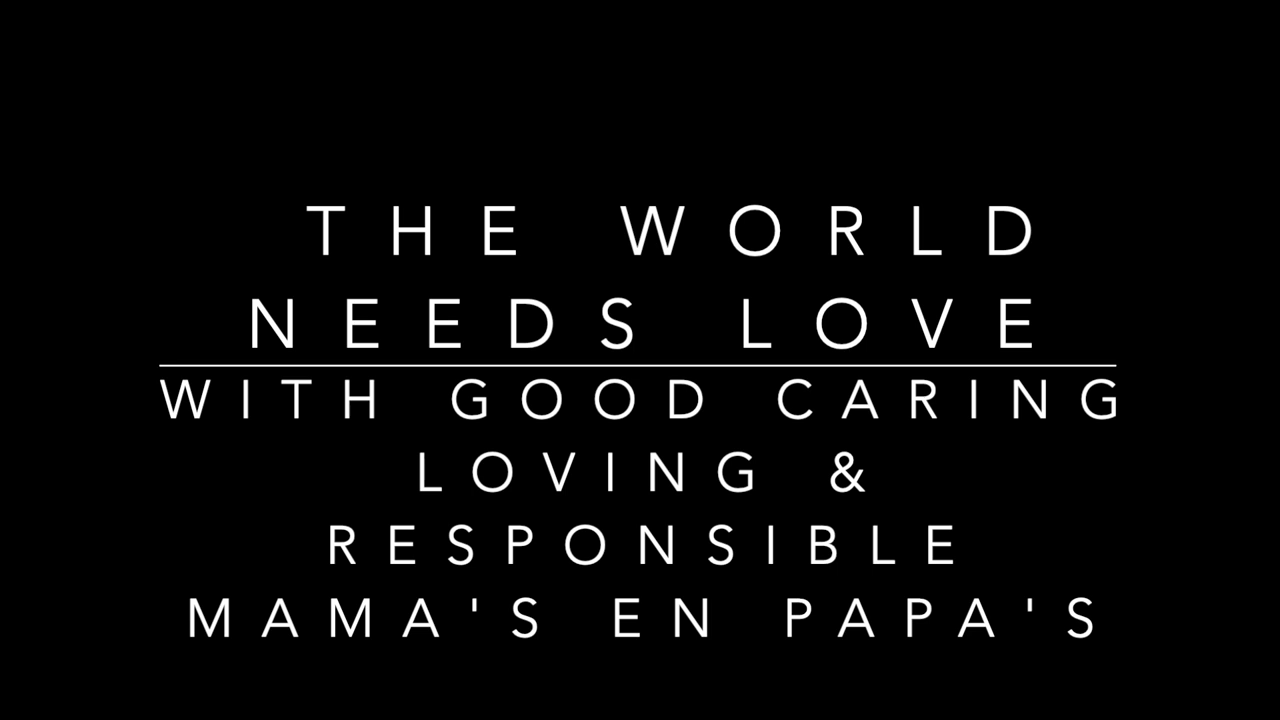 THE WORLD
NEEDS LOVE
WITH GOOD CARING
LOVING &
RESPONSIBLE
MAMA'S EN PAPA'S